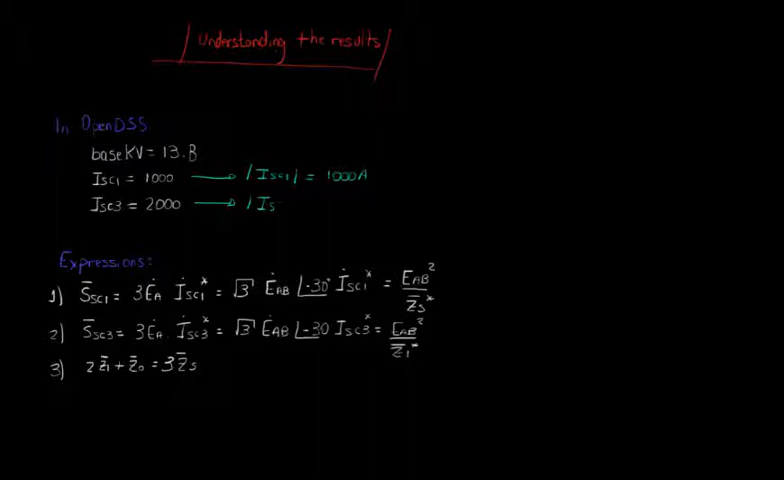 Understanding the results
In OpenDSS
baseKV = 13.8
Isc1 = 1000 → |Isc1| = 1000A
Isc3 = 2000 → |Is
Expressions:
1) S̄sc1 = 3ĖA İsc1* = √3 ĖAB ∠-30° İsc1* = EAB² / Z̄s*
2) S̄sc3 = 3ĖA. İsc3* = √3 ĖAB ∠-30 Isc3* = EAB² / Z̄1*
3) 2Z̄1 + Z̄0 = 3Z̄s